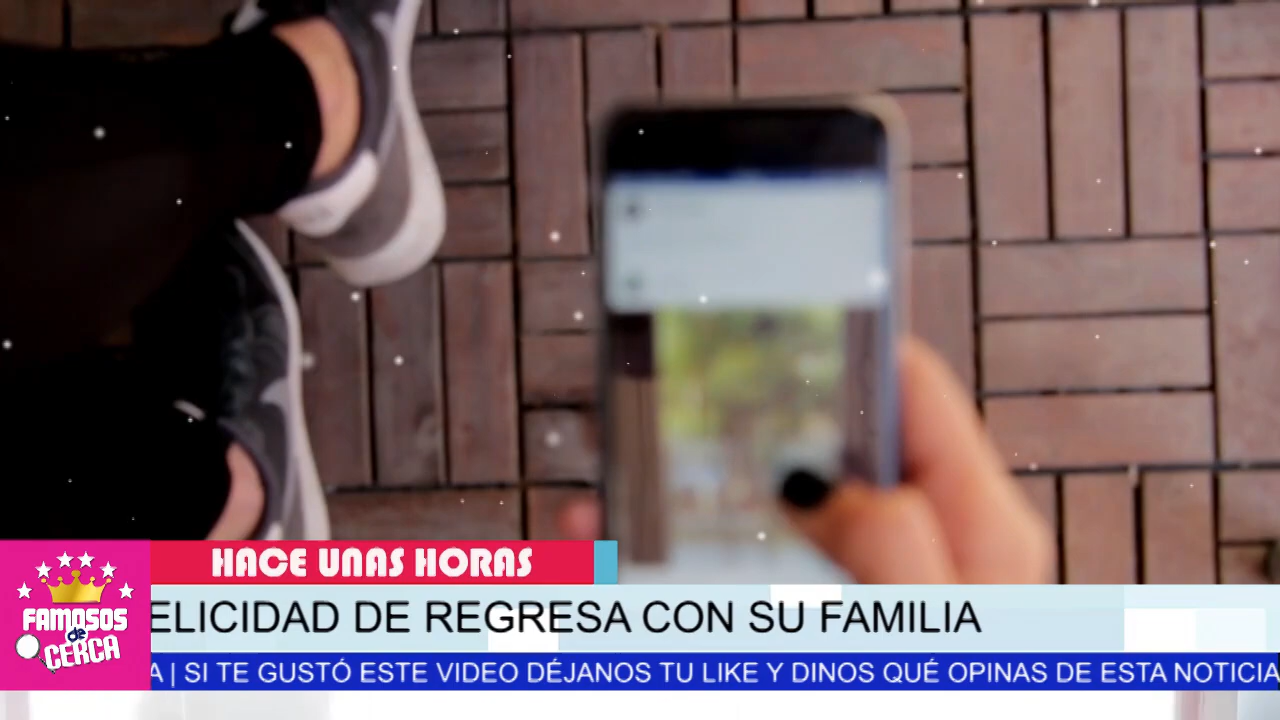 HACE UNAS HORAS
FAMOSOS
de
CERCA
ELICIDAD DE REGRESA CON SU FAMILIA
A | SI TE GUSTÓ ESTE VIDEO DÉJANOS TU LIKE Y DINOS QUÉ OPINAS DE ESTA NOTICIA